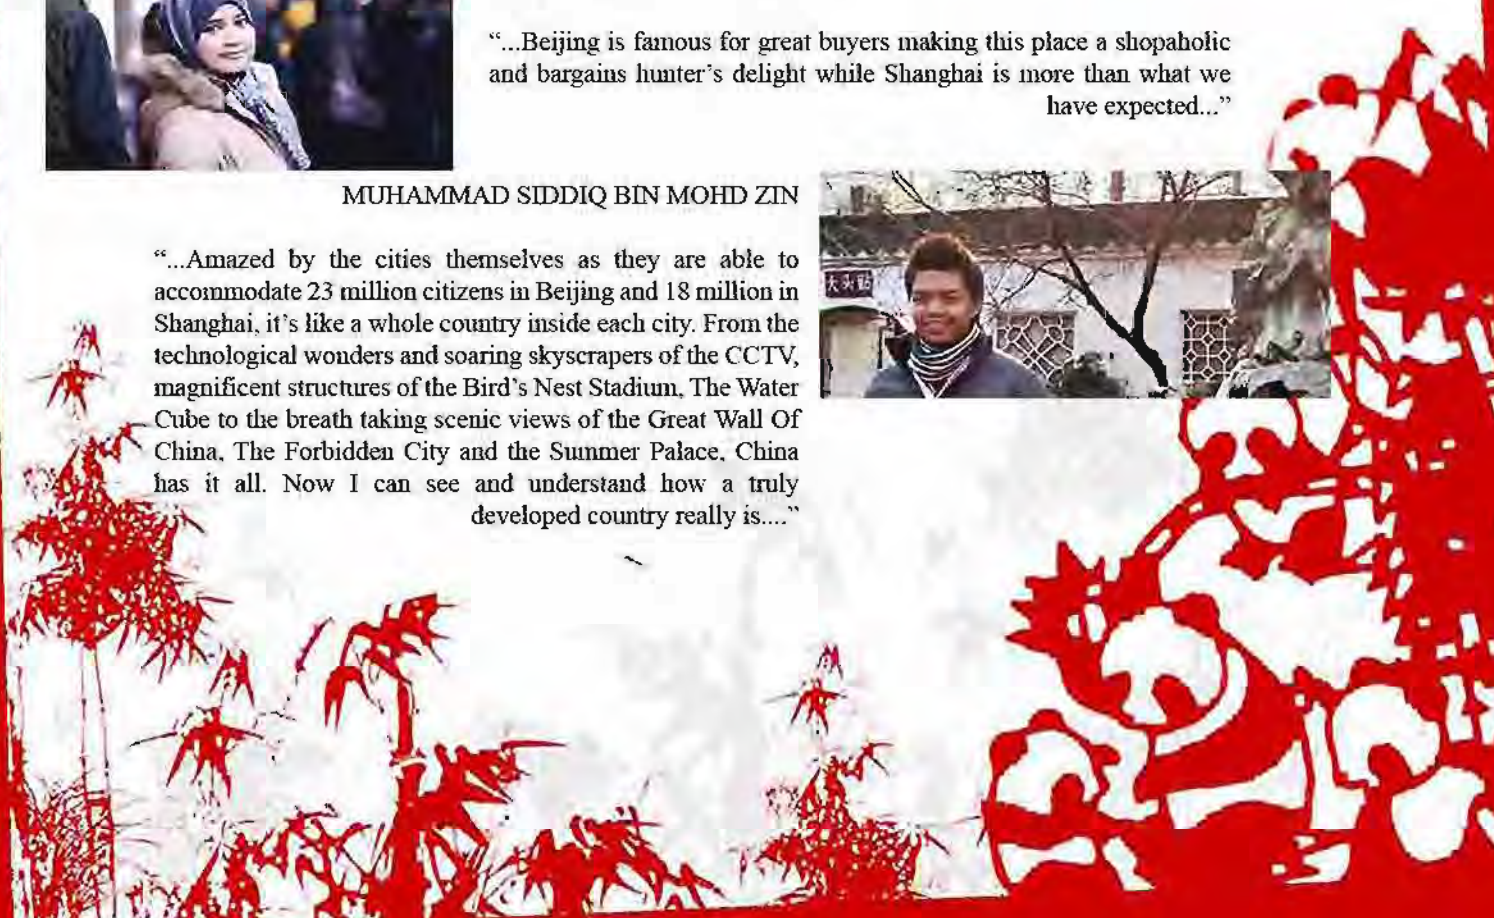 “...Beijing is famous for great buyers making this place a shopaholic
and bargains hunter’s delight while Shanghai is more than what we
have expected...”
MUHAMMAD SIDDIQ BIN MOHD ZIN
“...Amazed by the cities themselves as they are able to
accommodate 23 million citizens in Beijing and 18 million in
Shanghai, it’s like a whole country inside each city. From the
technological wonders and soaring skyscrapers of the CCTV,
magnificent structures of the Bird’s Nest Stadium, The Water
Cube to the breath taking scenic views of the Great Wall Of
China, The Forbidden City and the Summer Palace, China
has it all. Now I can see and understand how a truly
developed country really is....”
大头贴